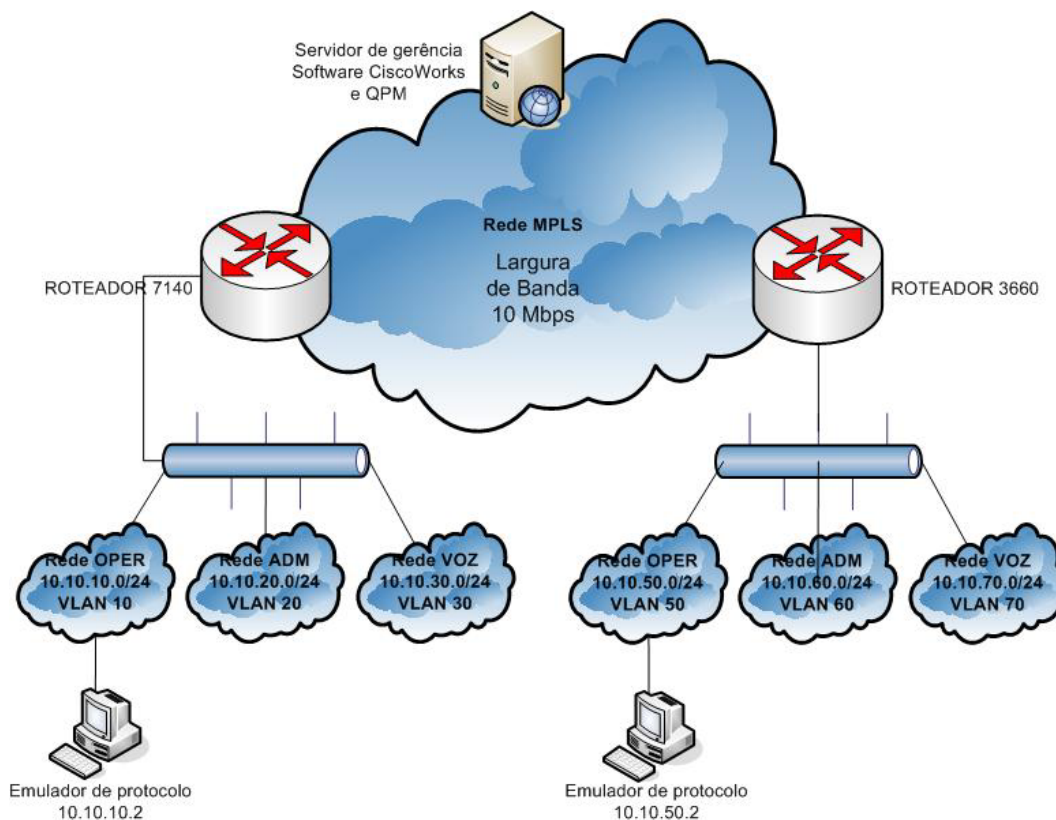 Servidor de gerência
Software CiscoWorks
e QPM
Rede MPLS
Largura
de Banda
10 Mbps
ROTEADOR 7140
ROTEADOR 3660
Rede OPER
10.10.10.0/24
VLAN 10
Rede ADM
10.10.20.0/24
VLAN 20
Rede VOZ
10.10.30.0/24
VLAN 30
Rede OPER
10.10.50.0/24
VLAN 50
Rede ADM
10.10.60.0/24
VLAN 60
Rede VOZ
10.10.70.0/24
VLAN 70
Emulador de protocolo
10.10.10.2
Emulador de protocolo
10.10.50.2